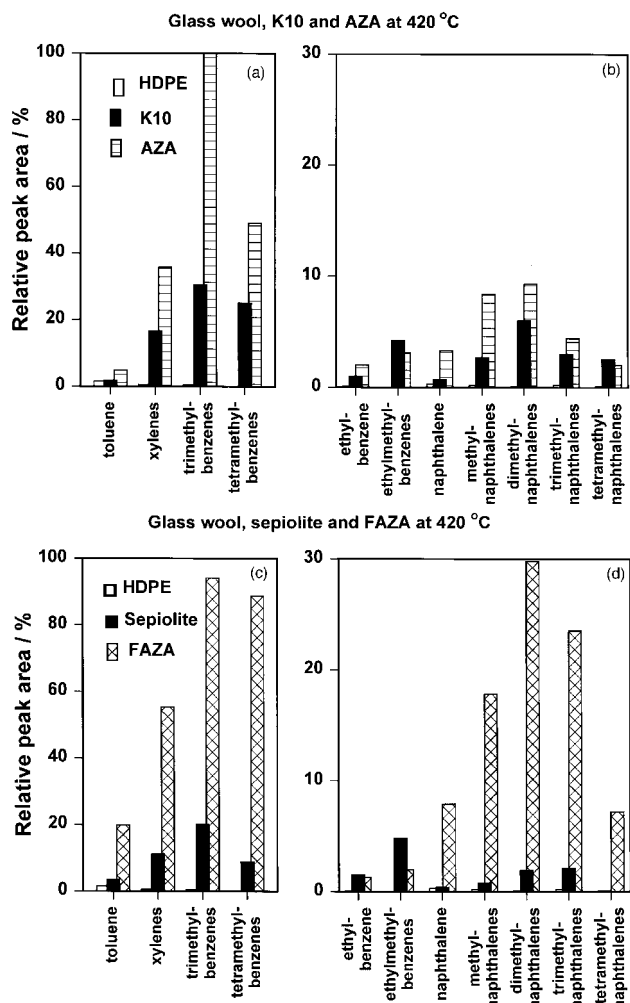 Glass wool, K10 and AZA at 420 °C
Relative peak area / %
100
80
60
40
20
0
(a)
HDPE
K10
AZA
toluene
xylenes
trimethyl-
benzenes
tetramethyl-
benzenes
30
20
10
0
(b)
ethyl-
benzene
ethylmethyl-
benzenes
naphthalene
methyl-
naphthalenes
dimethyl-
naphthalenes
trimethyl-
naphthalenes
tetramethyl-
naphthalenes
Glass wool, sepiolite and FAZA at 420 °C
Relative peak area / %
100
80
60
40
20
0
(c)
HDPE
Sepiolite
FAZA
toluene
xylenes
trimethyl-
benzenes
tetramethyl-
benzenes
30
20
10
0
(d)
ethyl-
benzene
ethylmethyl-
benzenes
naphthalene
methyl-
naphthalenes
dimethyl-
naphthalenes
trimethyl-
naphthalenes
tetramethyl-
naphthalenes